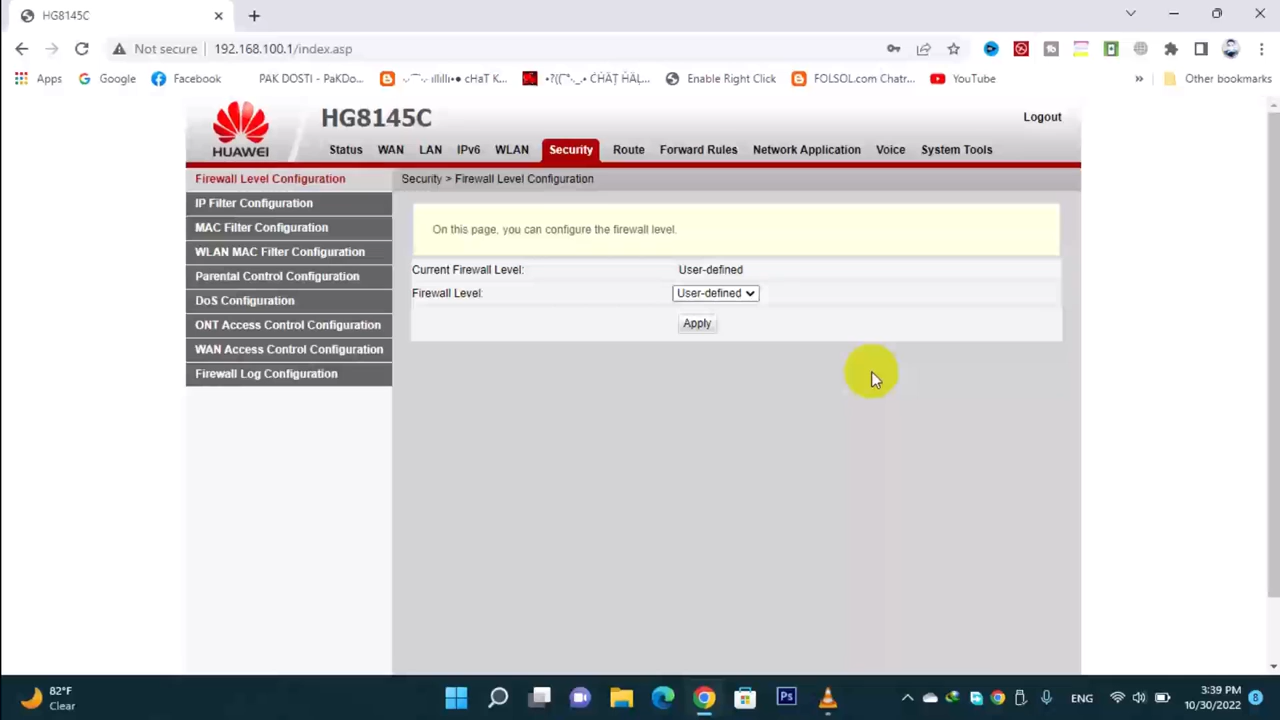 HG8145C
Not secure
192.168.100.1/index.asp
Apps
Google
Facebook
PAK DOSTI - PaKDo...
Enable Right Click
FOLSOL.com Chatr...
YouTube
»
Other bookmarks
HUAWEI
HG8145C
Logout
Status WAN LAN IPv6 WLAN Security Route Forward Rules Network Application Voice System Tools
Firewall Level Configuration
IP Filter Configuration
MAC Filter Configuration
WLAN MAC Filter Configuration
Parental Control Configuration
DoS Configuration
ONT Access Control Configuration
WAN Access Control Configuration
Firewall Log Configuration
Security > Firewall Level Configuration
On this page, you can configure the firewall level.
Current Firewall Level: User-defined
Firewall Level: User-defined
Apply
82°F
Clear
Ps
ENG
3:39 PM
10/30/2022
8